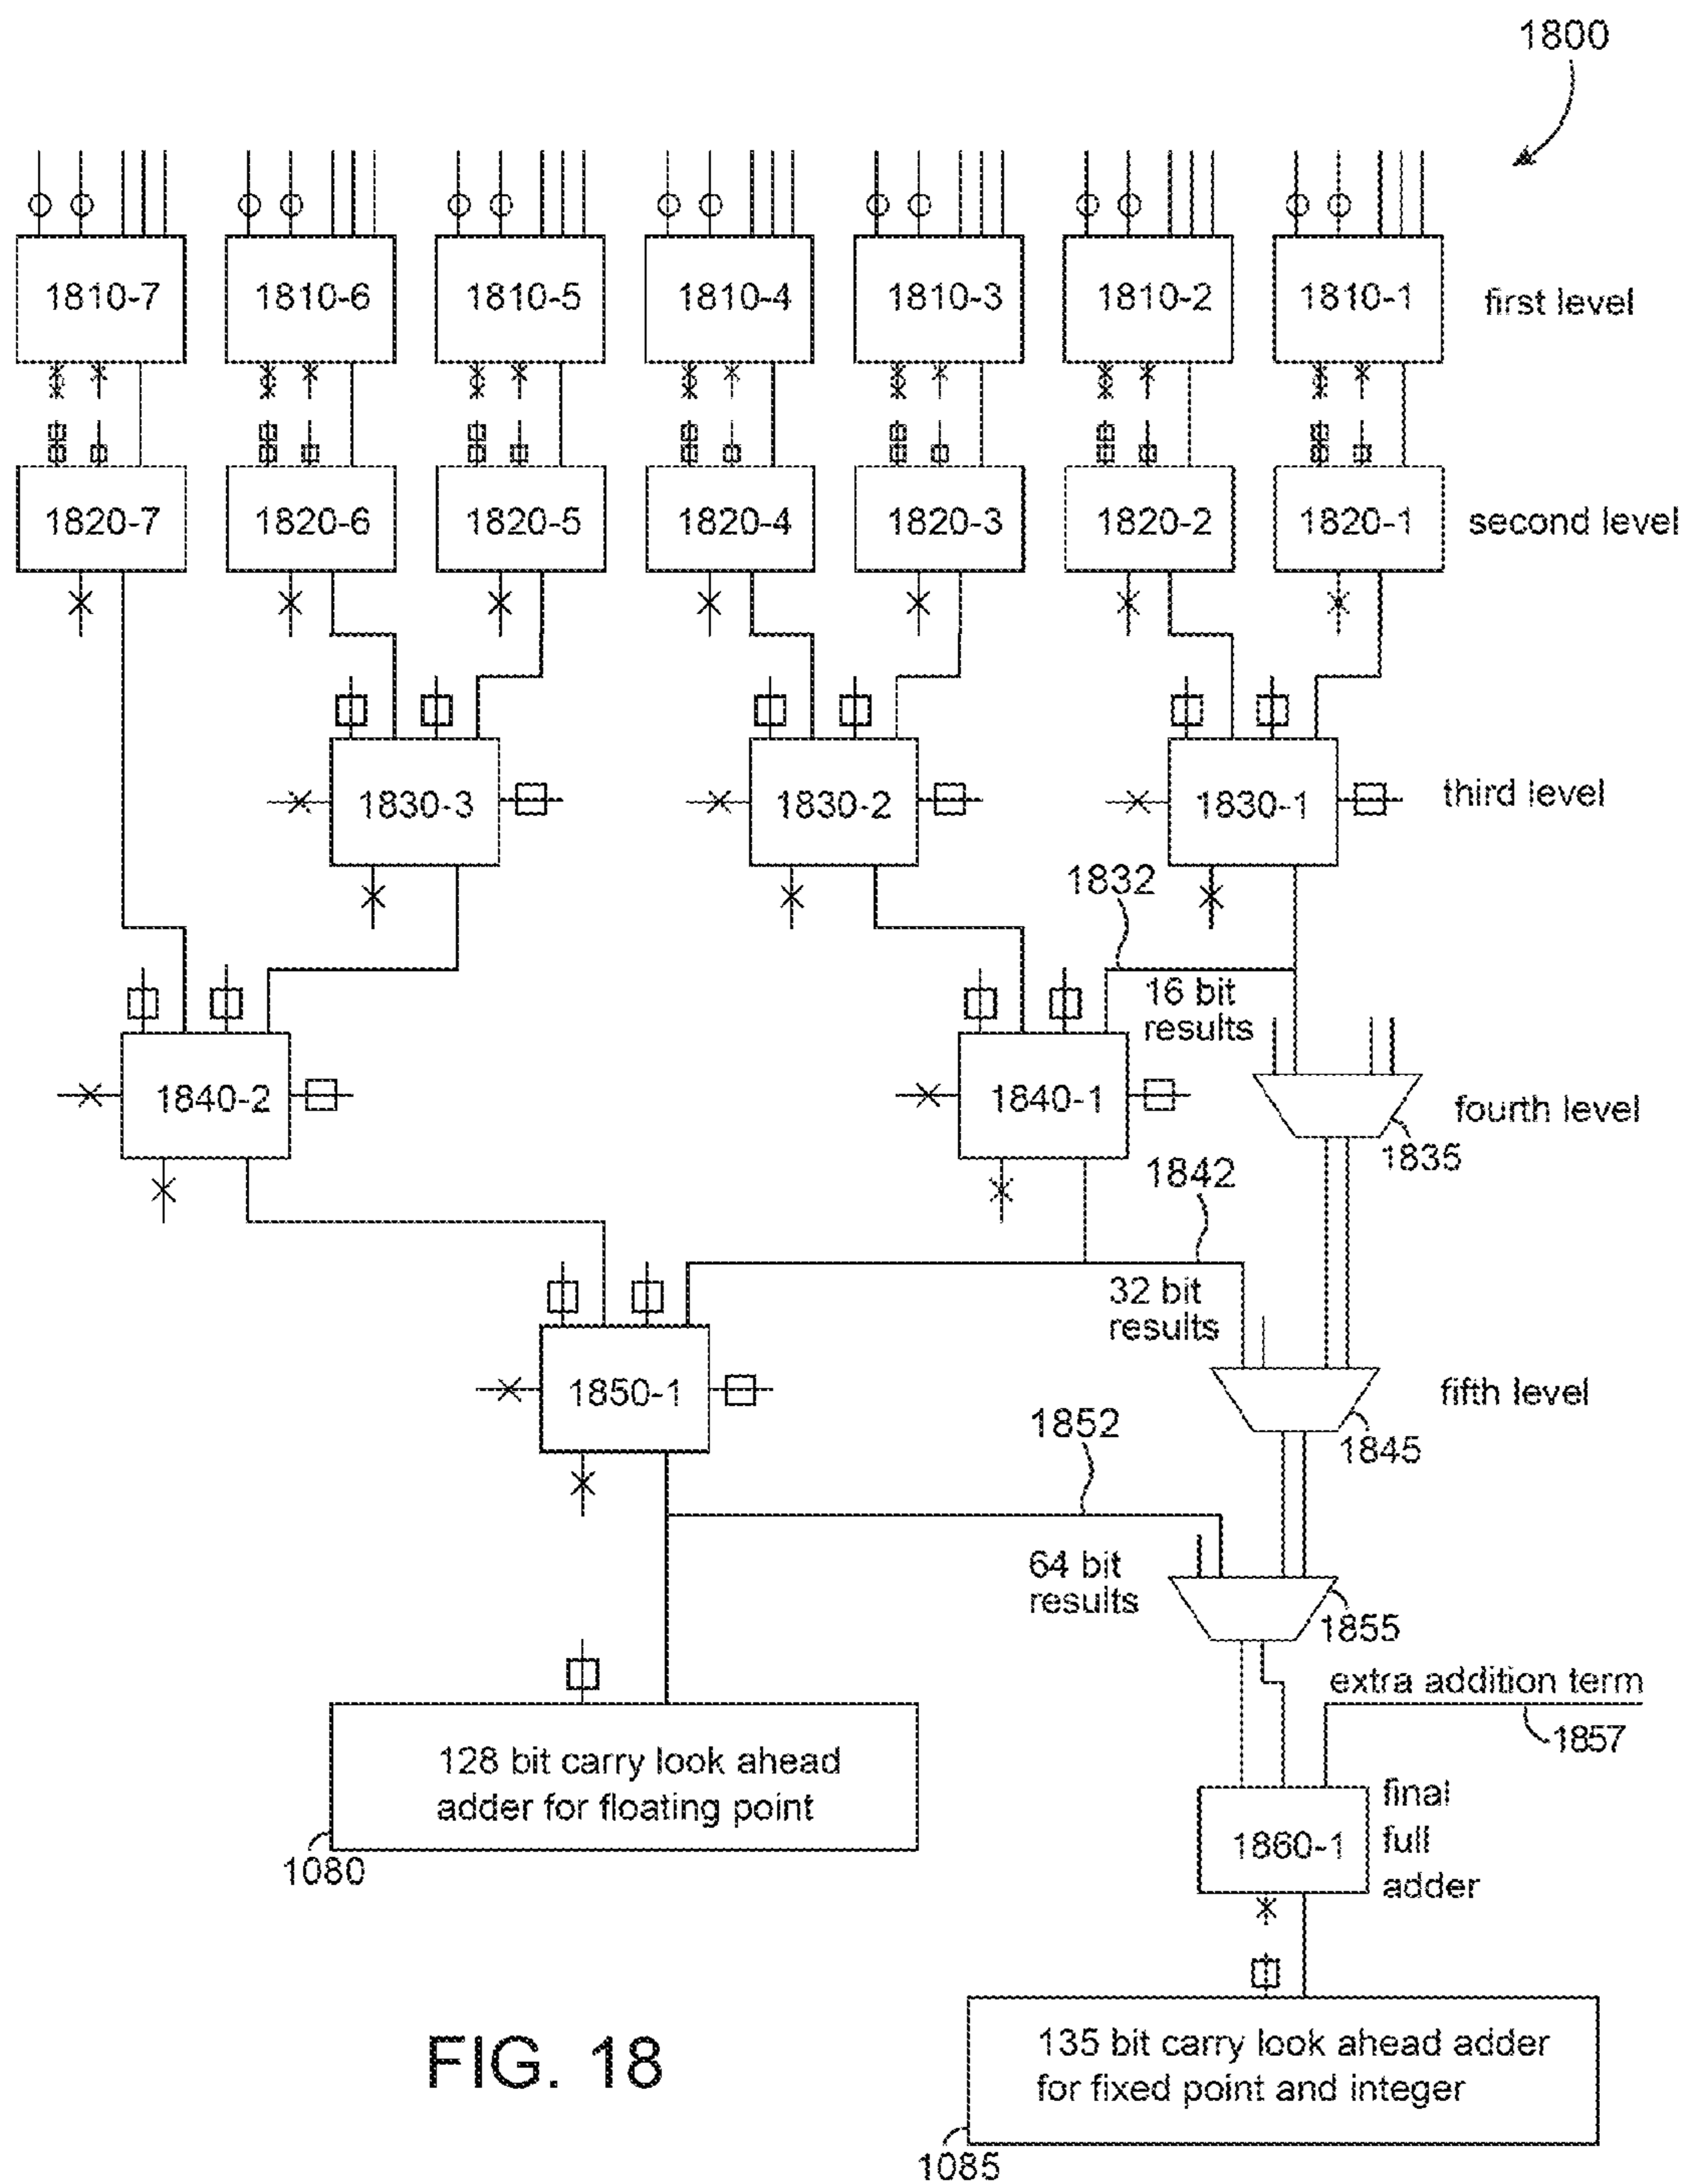 1800
1810-7 1810-6 1810-5 1810-4 1810-3 1810-2 1810-1 first level
1820-7 1820-6 1820-5 1820-4 1820-3 1820-2 1820-1 second level
1830-3 1830-2 1830-1 third level
1832
16 bit
results
1840-2 1840-1 fourth level
1835
1842
32 bit
results
1850-1 fifth level
1845
1852
64 bit
results
1855
extra addition term
1857
128 bit carry look ahead
adder for floating point
1080
1860-1
final
full
adder
135 bit carry look ahead adder
for fixed point and integer
1085
FIG. 18